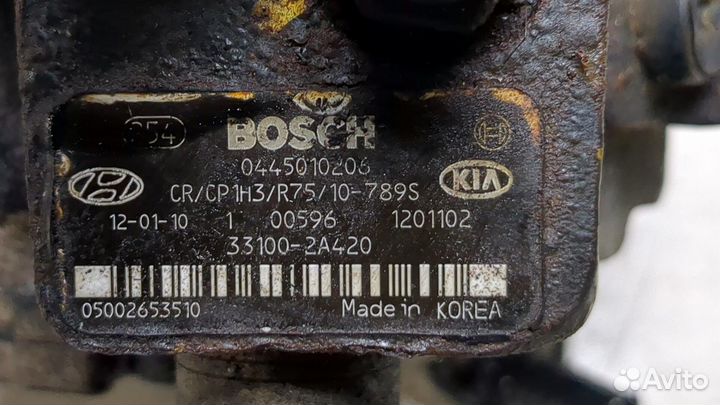 854 BOSCH
0445010206
CR/CP1H3/R75/10-789S KIA
12-01-10 1 00596 1201102
33100-2A420
05002653510 Made in KOREA
Avito